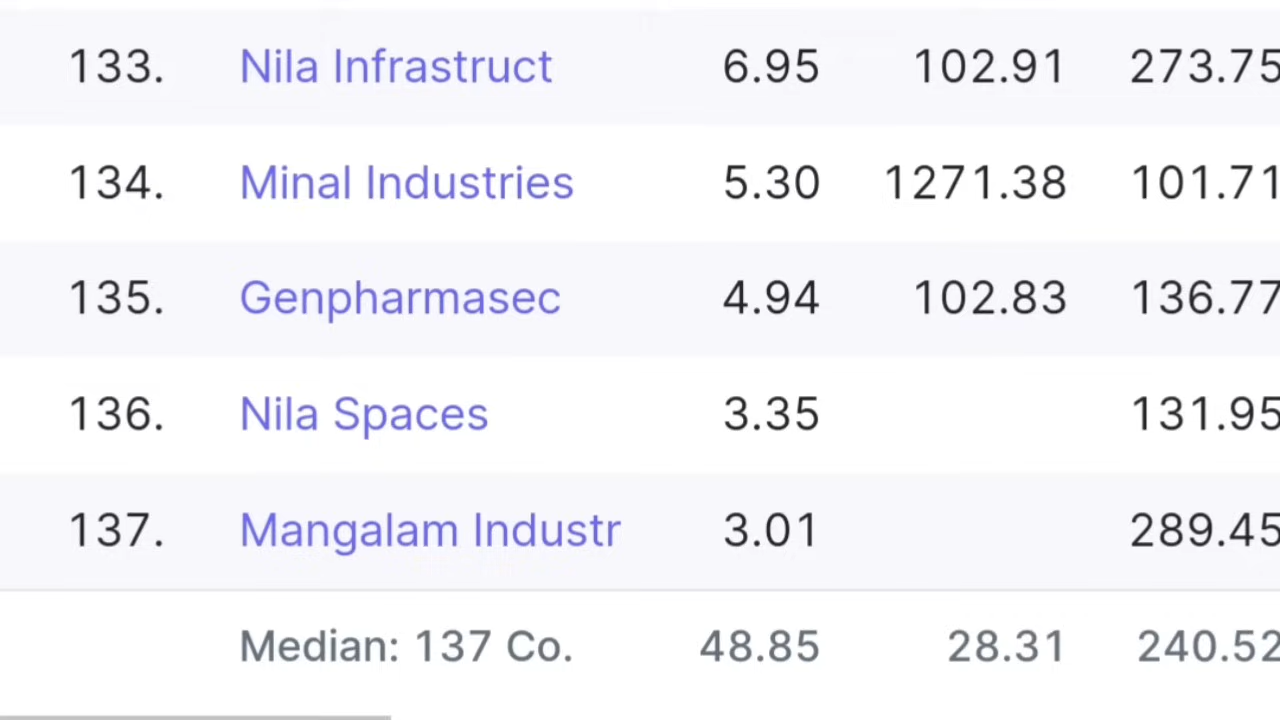 133. Nila Infrastruct 6.95 102.91 273.75
134. Minal Industries 5.30 1271.38 101.71
135. Genpharmasec 4.94 102.83 136.77
136. Nila Spaces 3.35 131.95
137. Mangalam Industr 3.01 289.45
Median: 137 Co. 48.85 28.31 240.52